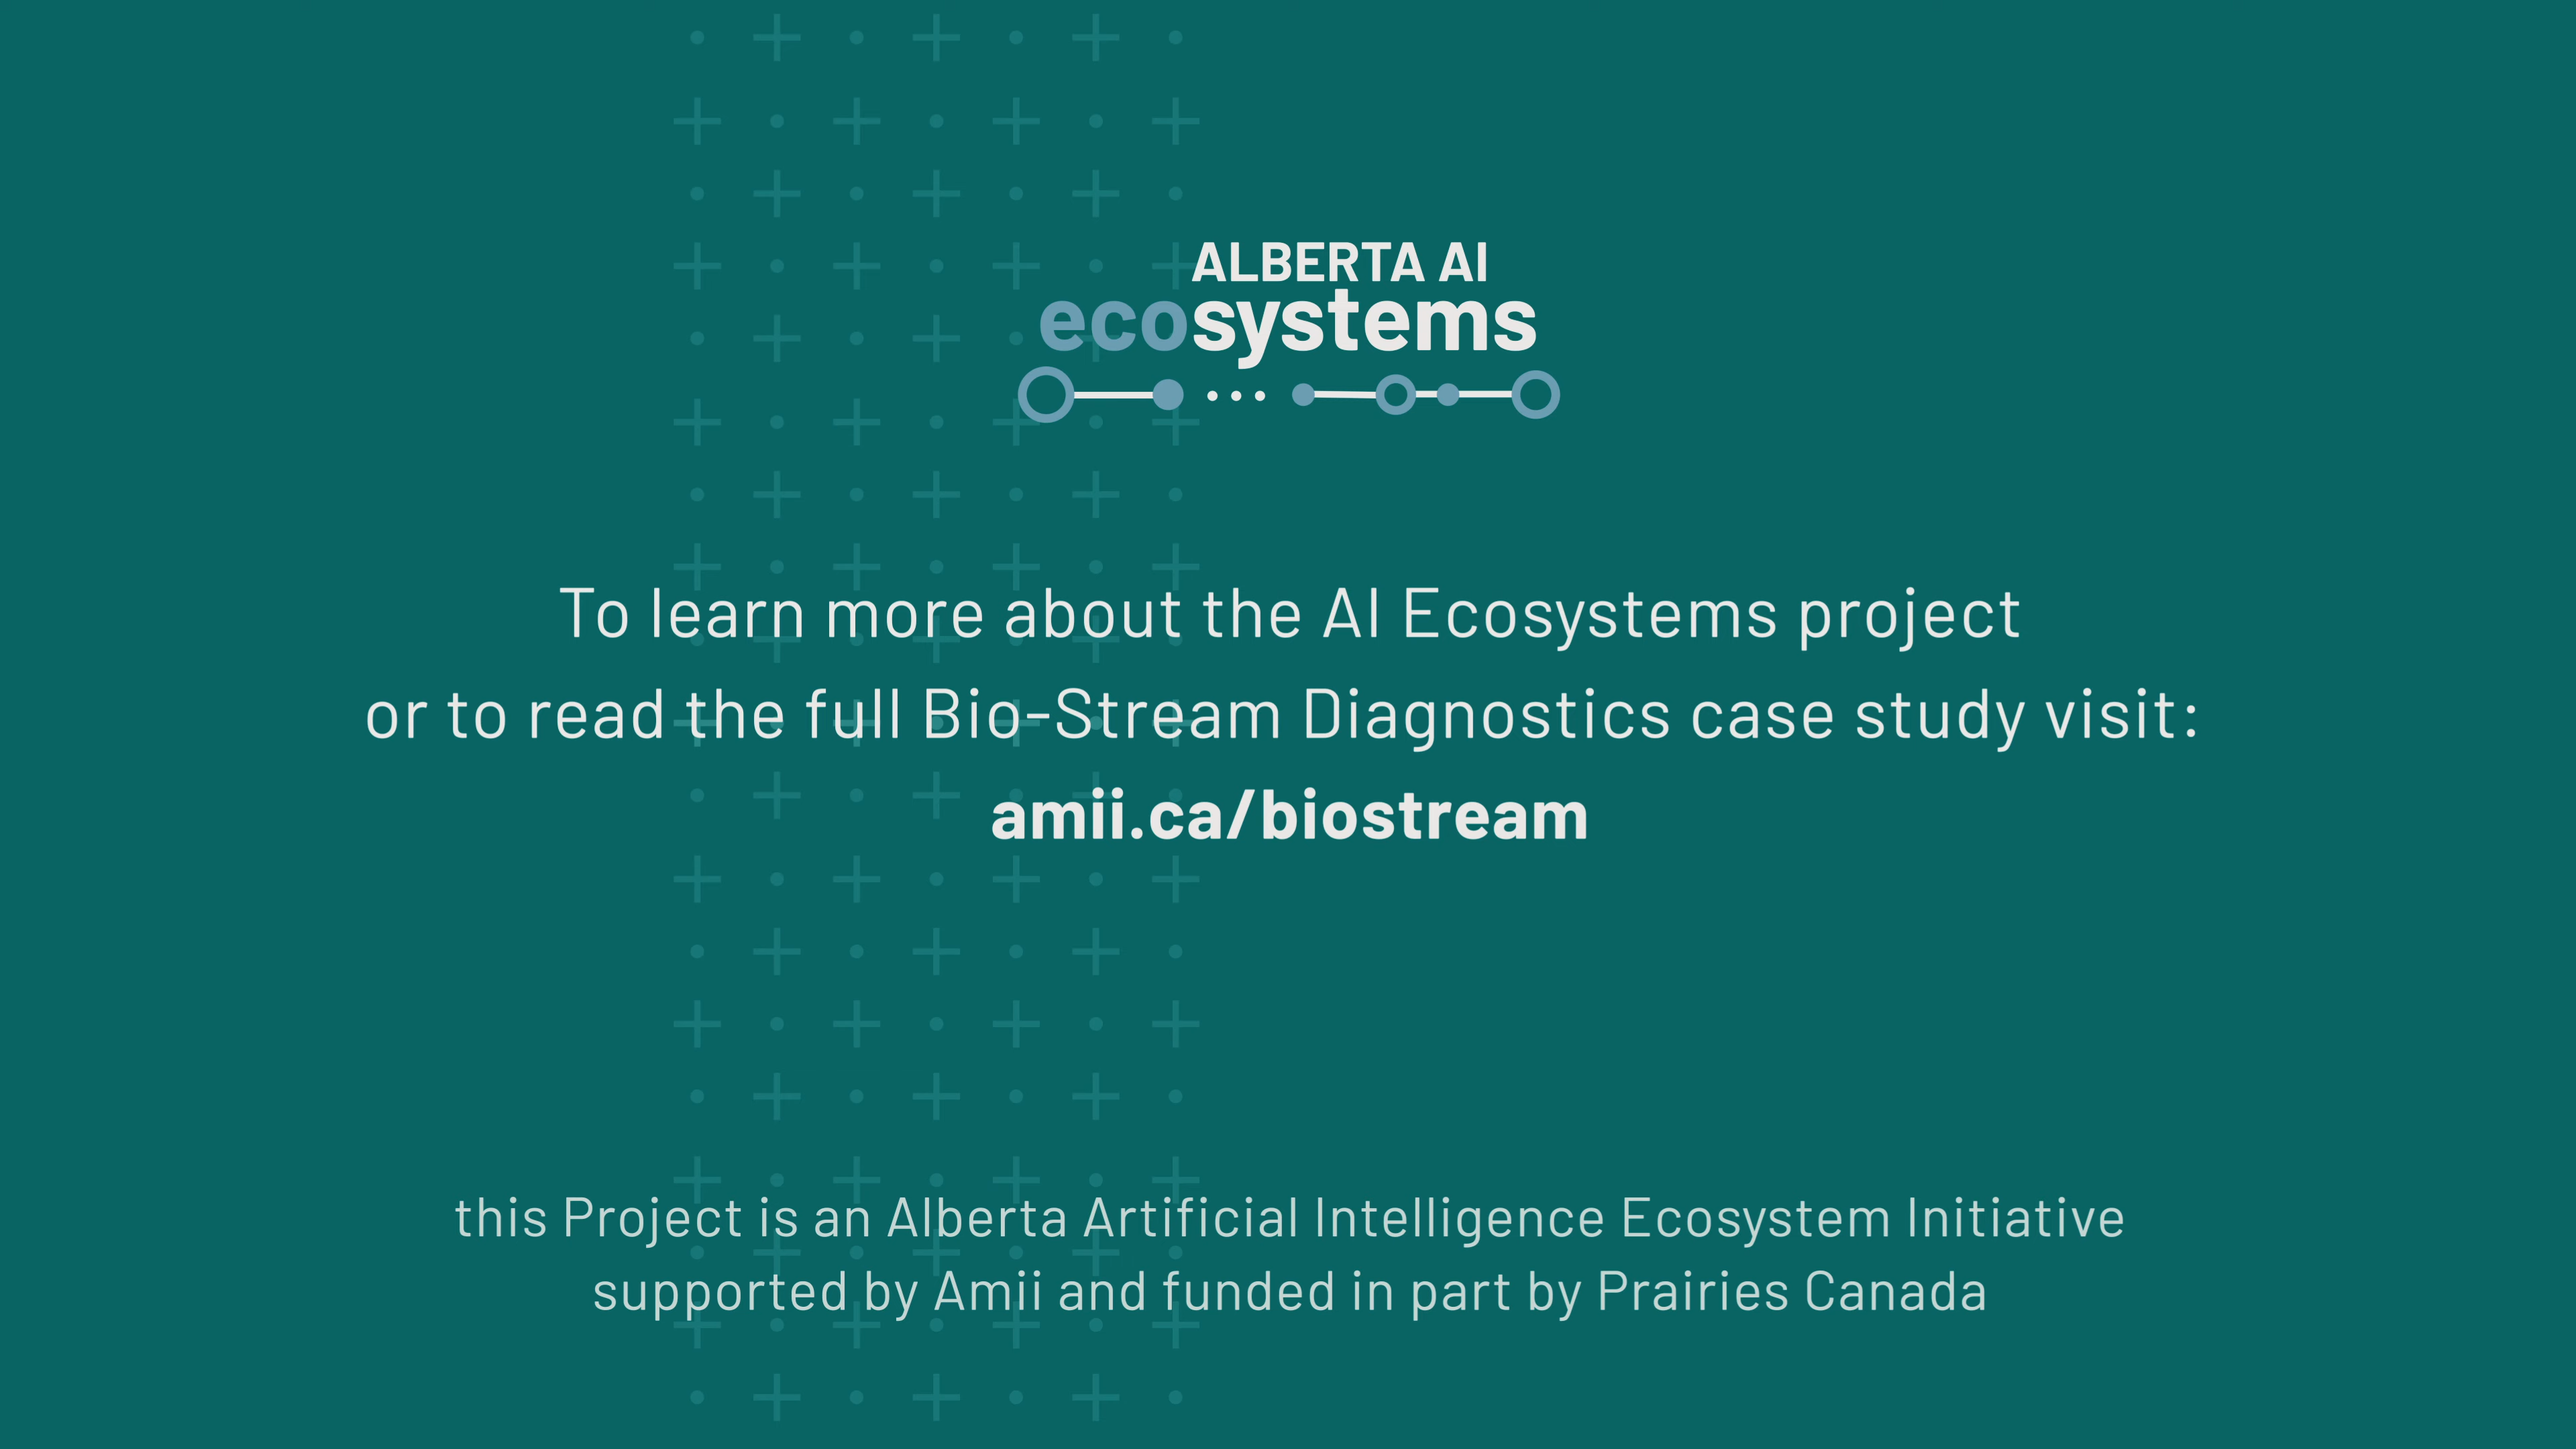 ALBERTA AI
ecosystems
To learn more about the AI Ecosystems project
or to read the full Bio-Stream Diagnostics case study visit:
amii.ca/biostream
this Project is an Alberta Artificial Intelligence Ecosystem Initiative
supported by Amii and funded in part by Prairies Canada